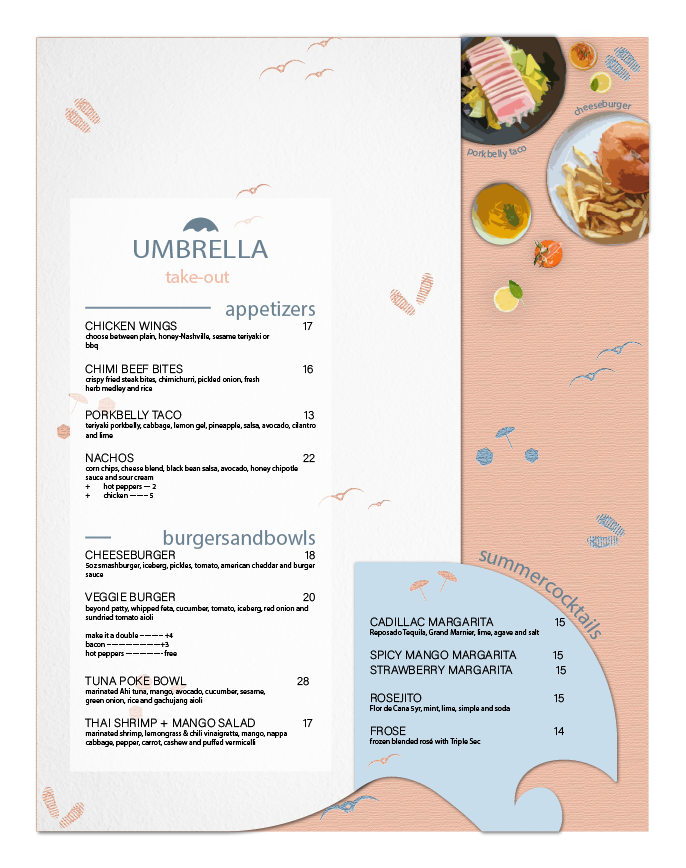 UMBRELLA
take-out
appetizers
CHICKEN WINGS 17
choose between plain, honey-Nashville, sesame teriyaki or
bbq
CHIMI BEEF BITES 16
crispy fried steak bites, chimichurri, pickled onion, fresh
herb medley and rice
PORKBELLY TACO 13
teriyaki porkbelly, cabbage, lemon gel, pineapple, salsa, avocado, cilantro
and lime
NACHOS 22
corn chips, cheese blend, black bean salsa, avocado, honey chipotle
sauce and sour cream
+ hot peppers — 2
+ chicken ——– 5
burgersandbowls
CHEESEBURGER 18
5oz smashburger, iceberg, pickles, tomato, american cheddar and burger
sauce
VEGGIE BURGER 20
beyond patty, whipped feta, cucumber, tomato, iceberg, red onion and
sundried tomato aioli
make it a double ———– +4
bacon ————————+3
hot peppers —————- free
TUNA POKE BOWL 28
marinated Ahi tuna, mango, avocado, cucumber, sesame,
green onion, rice and gachujang aioli
THAI SHRIMP + MANGO SALAD 17
marinated shrimp, lemongrass & chili vinaigrette, mango, nappa
cabbage, pepper, carrot, cashew and puffed vermicelli
porkbelly taco
cheeseburger
summercocktails
CADILLAC MARGARITA 15
Reposado Tequila, Grand Marnier, lime, agave and salt
SPICY MANGO MARGARITA 15
STRAWBERRY MARGARITA 15
ROSEJITO 15
Flor de Cana 5yr, mint, lime, simple and soda
FROSE 14
frozen blended rosé with Triple Sec